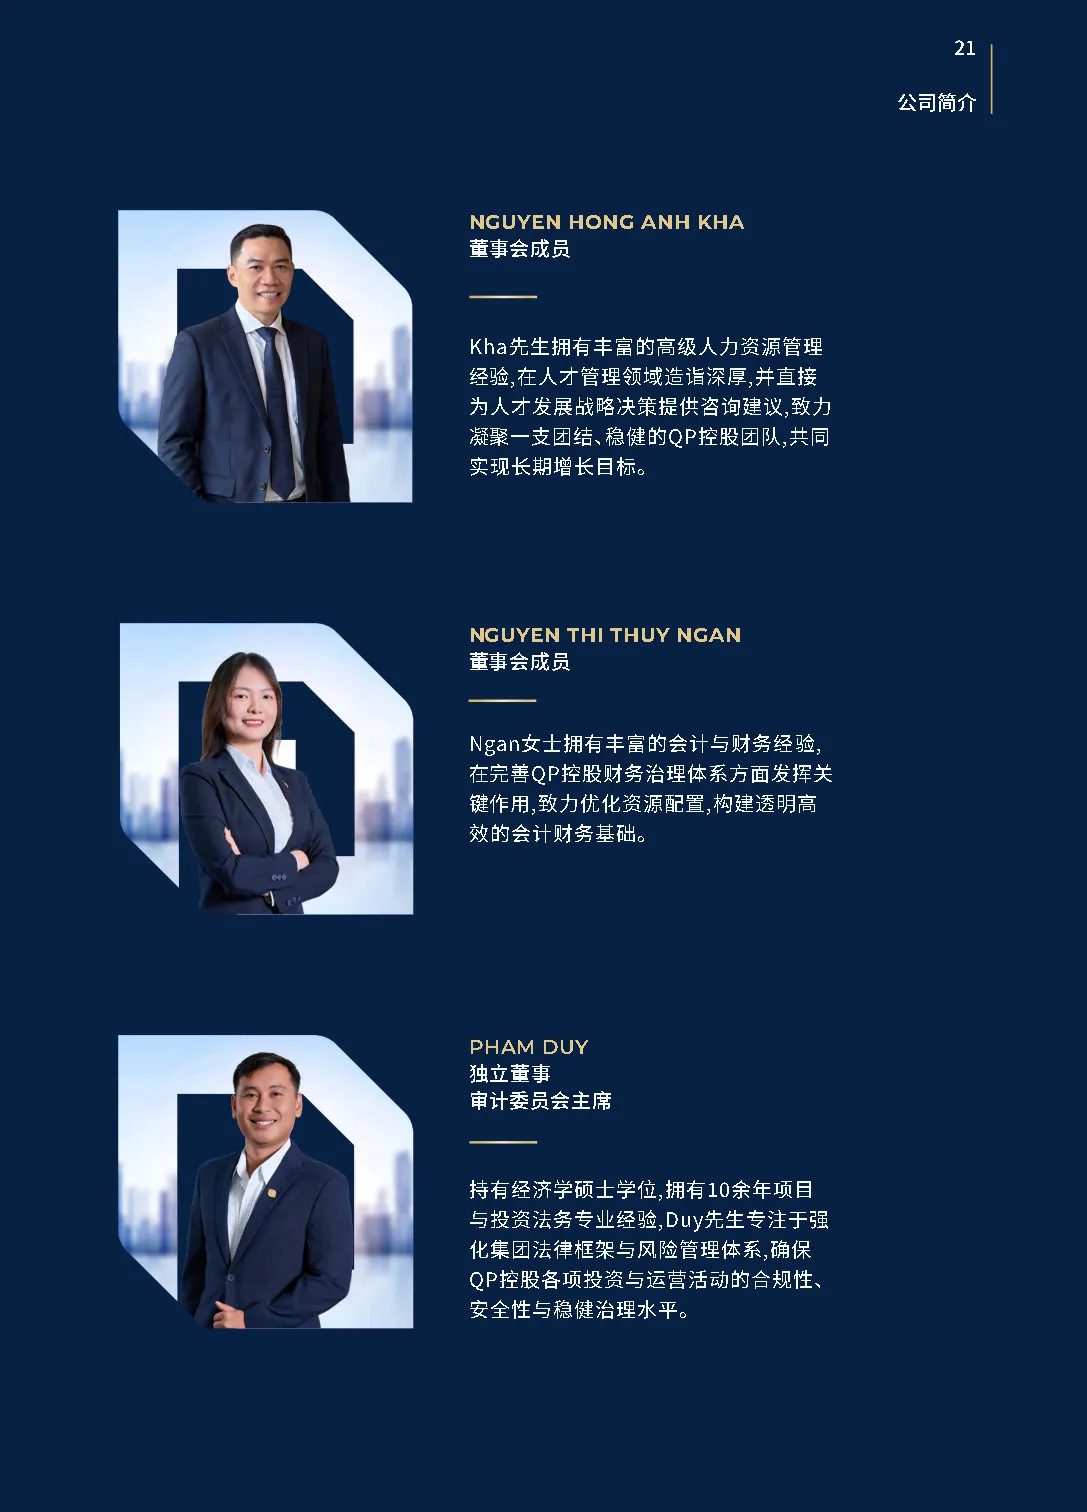 21
公司简介
NGUYEN HONG ANH KHA
董事会成员
Kha先生拥有丰富的高级人力资源管理
经验,在人才管理领域造诣深厚,并直接
为人才发展战略决策提供咨询建议,致力
凝聚一支团结、稳健的QP控股团队,共同
实现长期增长目标。
NGUYEN THI THUY NGAN
董事会成员
Ngan女士拥有丰富的会计与财务经验,
在完善QP控股财务治理体系方面发挥关
键作用,致力优化资源配置,构建透明高
效的会计财务基础。
PHAM DUY
独立董事
审计委员会主席
持有经济学硕士学位,拥有10余年项目
与投资法务专业经验,Duy先生专注于强
化集团法律框架与风险管理体系,确保
QP控股各项投资与运营活动的合规性、
安全性与稳健治理水平。